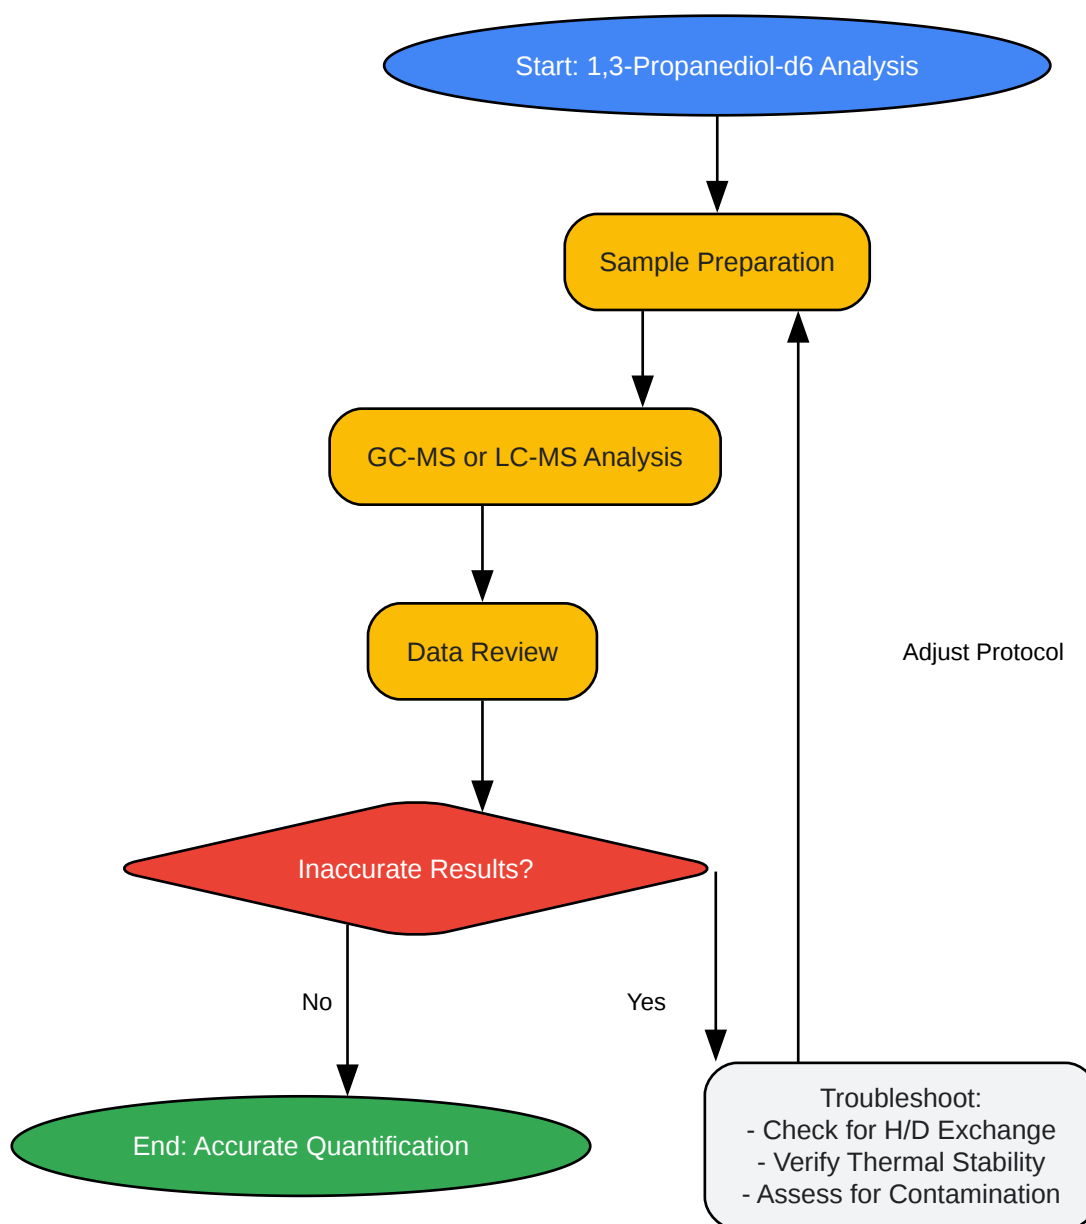 Start: 1,3-Propanediol-d6 Analysis
Sample Preparation
GC-MS or LC-MS Analysis
Data Review
Adjust Protocol
Inaccurate Results?
No
Yes
End: Accurate Quantification
Troubleshoot:
- Check for H/D Exchange
- Verify Thermal Stability
- Assess for Contamination